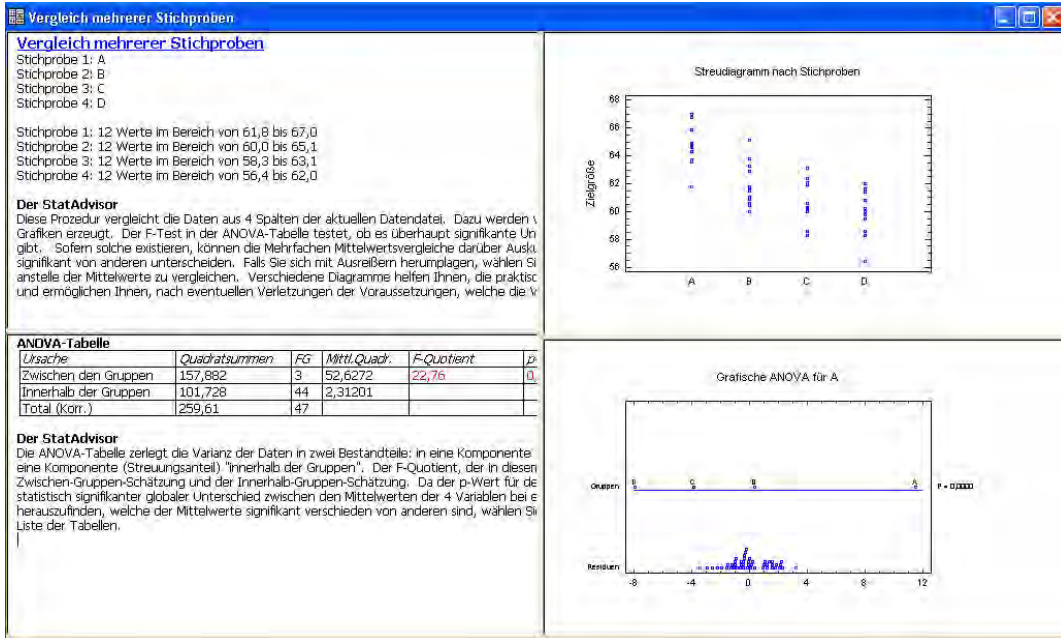 Vergleich mehrerer Stichproben
Vergleich mehrerer Stichproben
Stichprobe 1: A
Stichprobe 2: B
Stichprobe 3: C
Stichprobe 4: D
Stichprobe 1: 12 Werte im Bereich von 61,8 bis 67,0
Stichprobe 2: 12 Werte im Bereich von 60,0 bis 65,1
Stichprobe 3: 12 Werte im Bereich von 58,3 bis 63,1
Stichprobe 4: 12 Werte im Bereich von 56,4 bis 62,0
Der StatAdvisor
Diese Prozedur vergleicht die Daten aus 4 Spalten der aktuellen Datendatei. Dazu werden
Grafiken erzeugt. Der F-Test in der ANOVA-Tabelle testet, ob es überhaupt signifikante Un
gibt. Sofern solche existieren, können die Mehrfachen Mittelwertsvergleiche darüber Ausku
signifikant von anderen unterscheiden. Falls Sie sich mit Ausreißern herumplagen, wählen Si
anstelle der Mittelwerte zu vergleichen. Verschiedene Diagramme helfen Ihnen, die praktisc
und ermöglichen Ihnen, nach eventuellen Verletzungen der Voraussetzungen, welche die V
Streudiagramm nach Stichproben
Zielgröße
68
66
64
62
60
58
56
A B C D
ANOVA-Tabelle
Ursache Quadratsummen FG Mittl.Quadr. F-Quotient p-
Zwischen den Gruppen 157,882 3 52,6272 22,76 0,
Innerhalb der Gruppen 101,728 44 2,31201
Total (Korr.) 259,61 47
Der StatAdvisor
Die ANOVA-Tabelle zerlegt die Varianz der Daten in zwei Bestandteile: in eine Komponente
eine Komponente (Streuungsanteil) "innerhalb der Gruppen". Der F-Quotient, der in diesen
Zwischen-Gruppen-Schätzung und der Innerhalb-Gruppen-Schätzung. Da der p-Wert für de
statistisch signifikanter globaler Unterschied zwischen den Mittelwerten der 4 Variablen bei e
herauszufinden, welche der Mittelwerte signifikant verschieden von anderen sind, wählen Si
Liste der Tabellen.
Grafische ANOVA für A
Gruppen D C B A P = 0,0000
Residuen
-8 -4 0 4 8 12